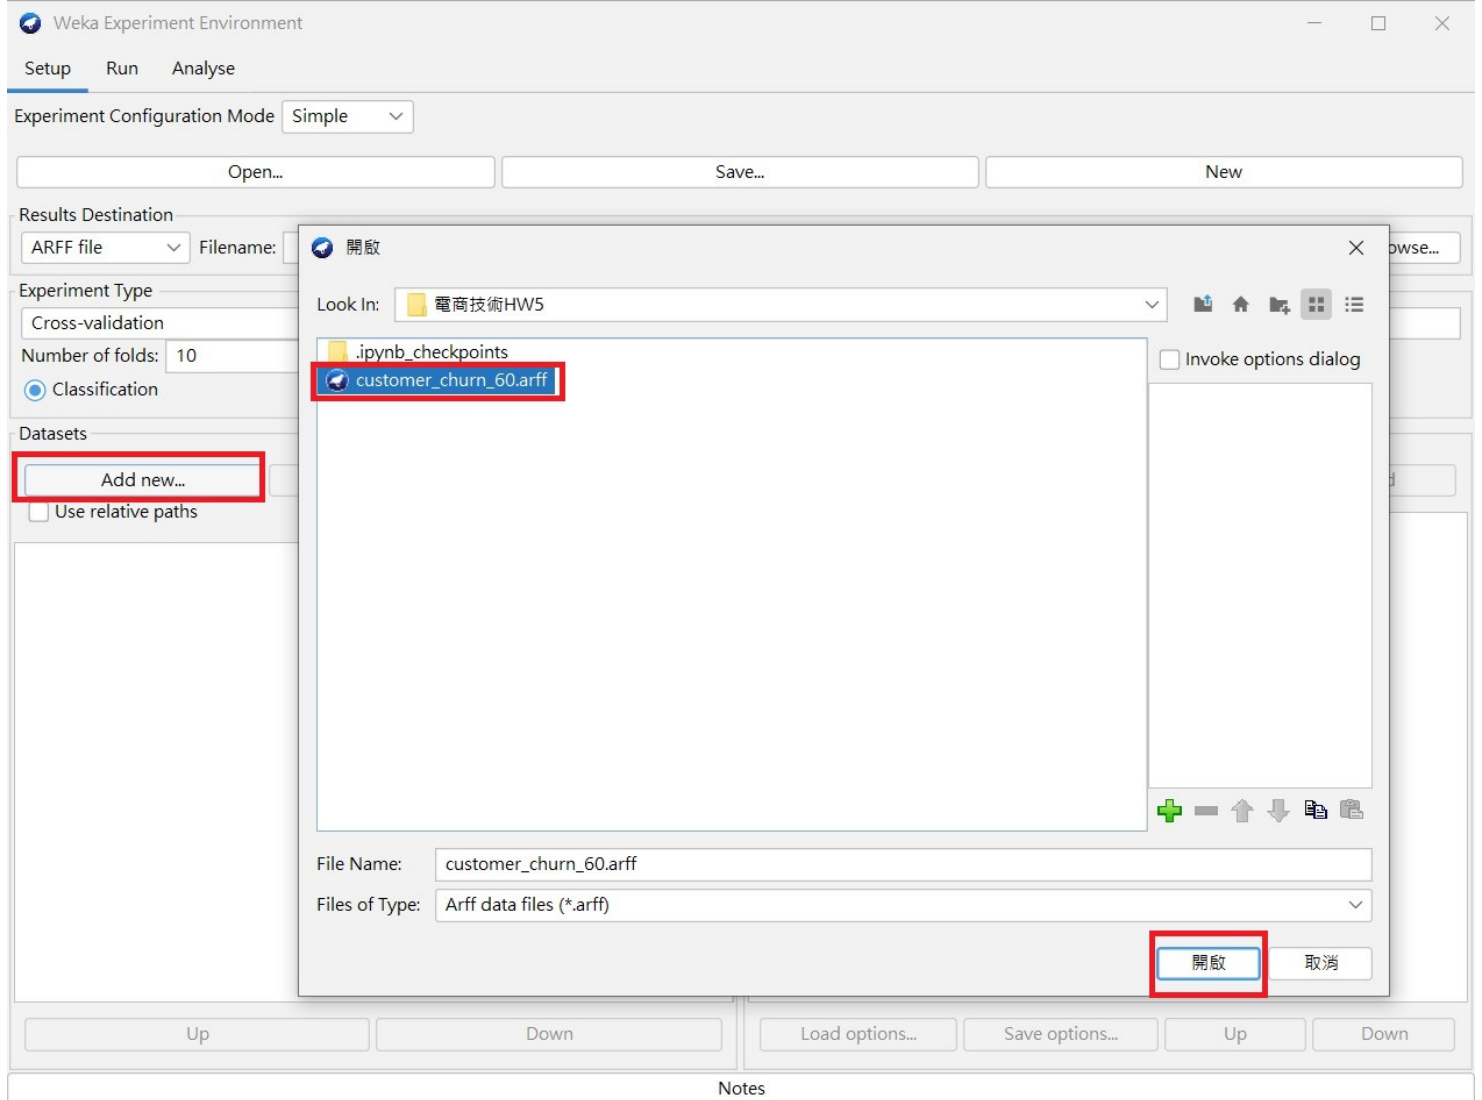 Weka Experiment Environment
Setup Run Analyse
Experiment Configuration Mode Simple
Open... Save... New
Results Destination
ARFF file Filename:
Experiment Type
Cross-validation
Number of folds: 10
Classification
Datasets
Add new...
Use relative paths
開啟
Look In: 電商技術HW5
.ipynb_checkpoints
customer_churn_60.arff
Invoke options dialog
File Name: customer_churn_60.arff
Files of Type: Arff data files (*.arff)
開啟 取消
Up Down Load options... Save options... Up Down
Notes